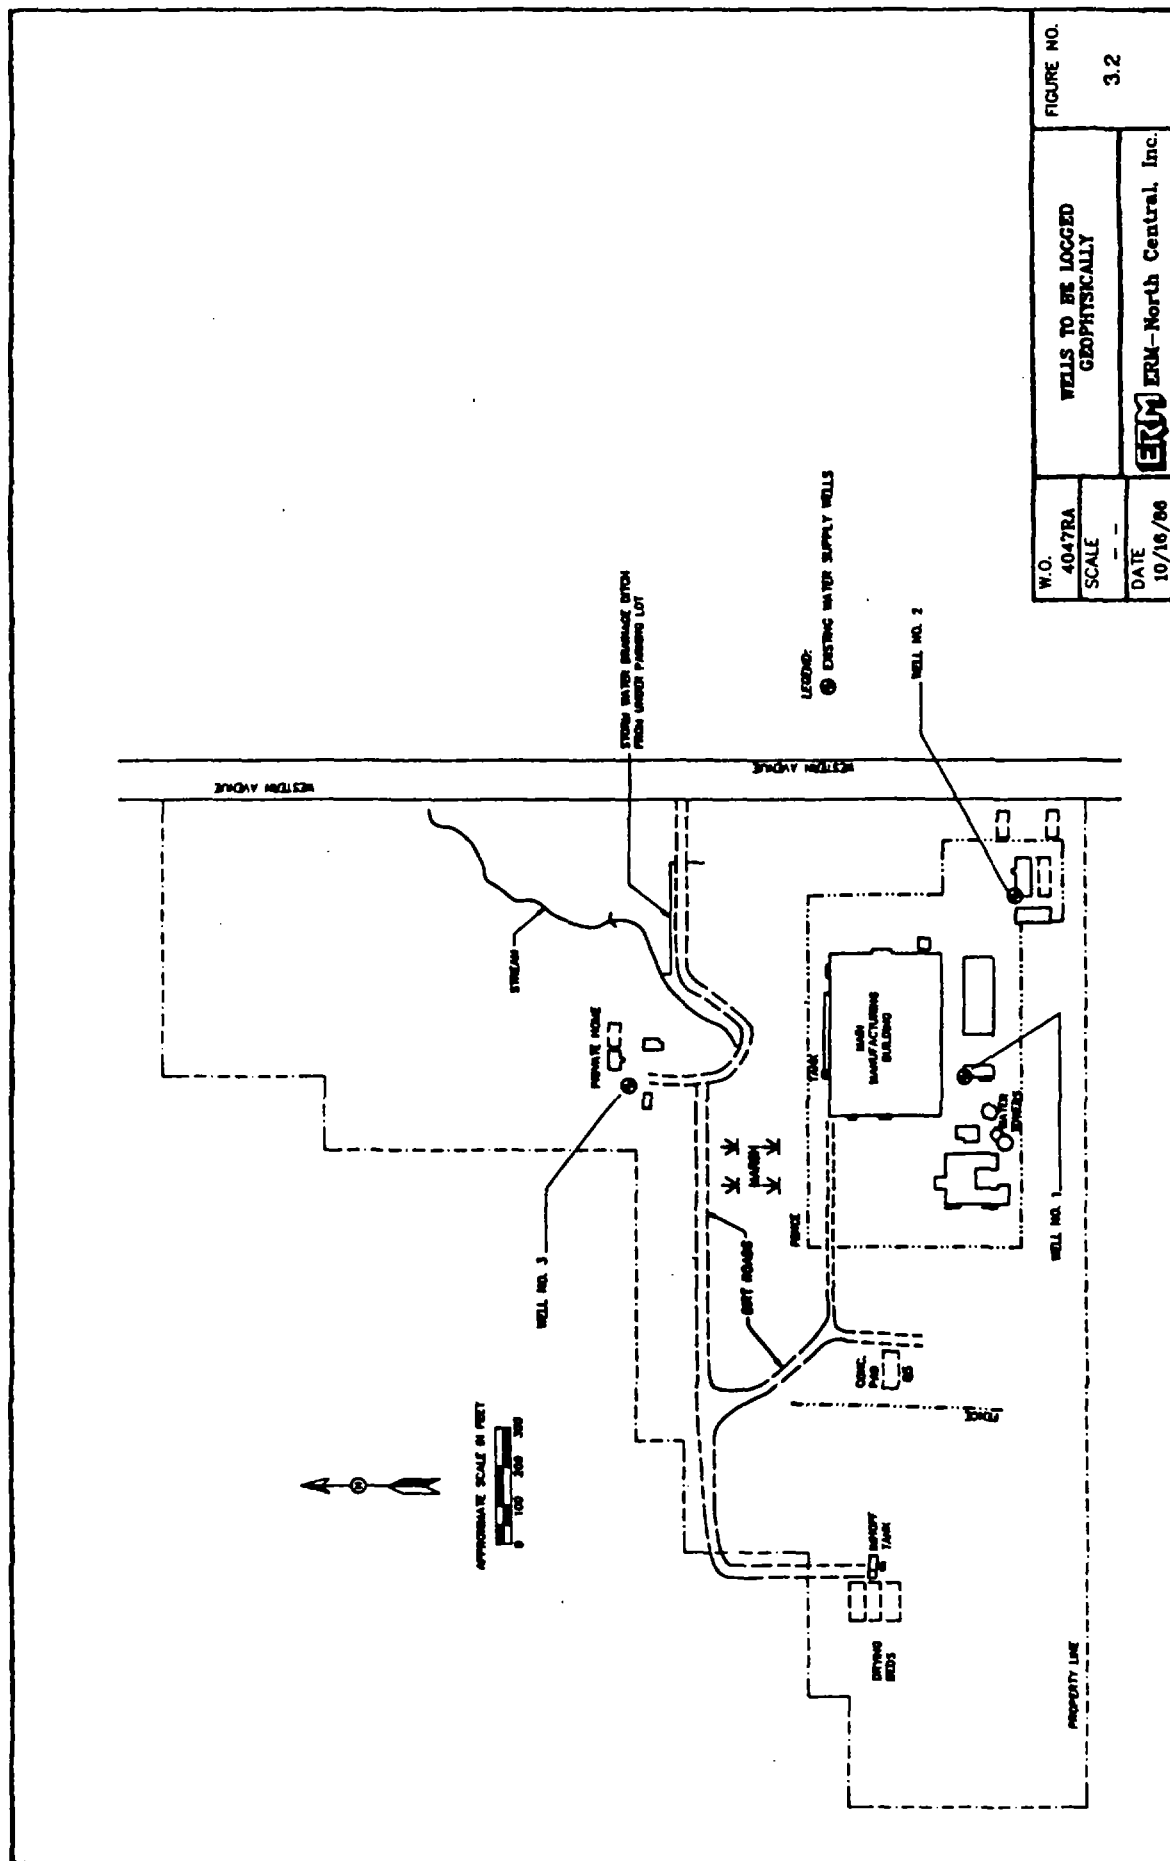 APPROXIMATE SCALE IN FEET
0 100 200 300
WELL NO. 3
PRIVATE HOME
STREAM
WESTERN AVENUE
STORM WATER DRAINAGE DITCH
FROM UNDER PARKING LOT
DIRT ROADS
MARSH
FENCE
TANK
MAIN
MANUFACTURING
BUILDING
WESTERN AVENUE
LEGEND:
EXISTING WATER SUPPLY WELLS
DRYING
BEDS
IMHOFF
TANK
CONC.
PAD
FENCE
WATER
TOWERS
WELL NO. 1
WELL NO. 2
PROPERTY LINE
W.O.
4047RA
SCALE
- -
DATE
10/16/86
WELLS TO BE LOGGED
GEOPHYSICALLY
ERM ERM-North Central, Inc.
FIGURE NO.
3.2